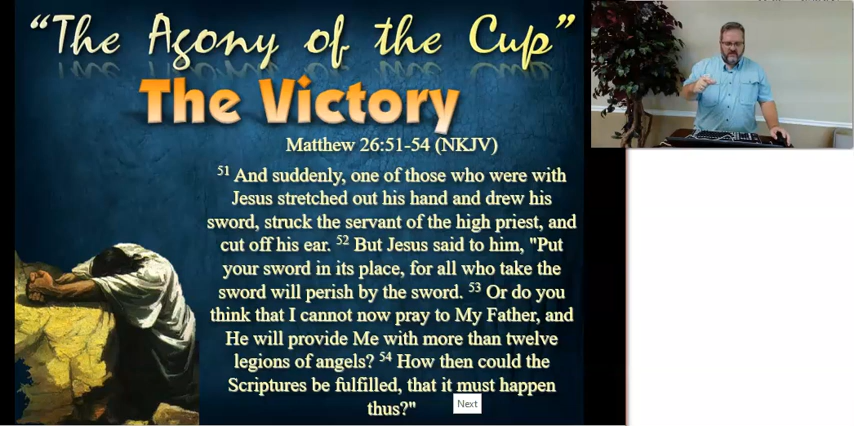 “The Agony of the Cup”
The Victory
Matthew 26:51-54 (NKJV)
51 And suddenly, one of those who were with
Jesus stretched out his hand and drew his
sword, struck the servant of the high priest, and
cut off his ear. 52 But Jesus said to him, "Put
your sword in its place, for all who take the
sword will perish by the sword. 53 Or do you
think that I cannot now pray to My Father, and
He will provide Me with more than twelve
legions of angels? 54 How then could the
Scriptures be fulfilled, that it must happen
thus?"
Next